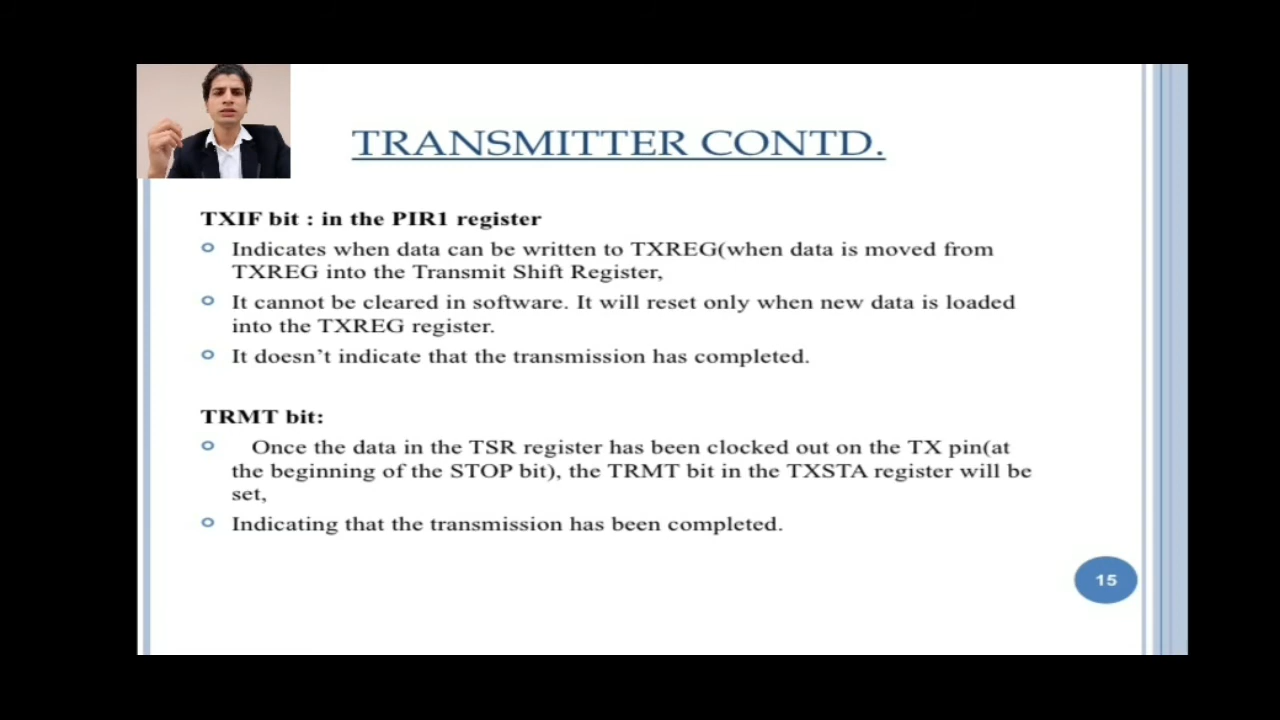 TRANSMITTER CONTD.
TXIF bit : in the PIR1 register
Indicates when data can be written to TXREG(when data is moved from
TXREG into the Transmit Shift Register,
It cannot be cleared in software. It will reset only when new data is loaded
into the TXREG register.
It doesn’t indicate that the transmission has completed.
TRMT bit:
Once the data in the TSR register has been clocked out on the TX pin(at
the beginning of the STOP bit), the TRMT bit in the TXSTA register will be
set,
Indicating that the transmission has been completed.
15